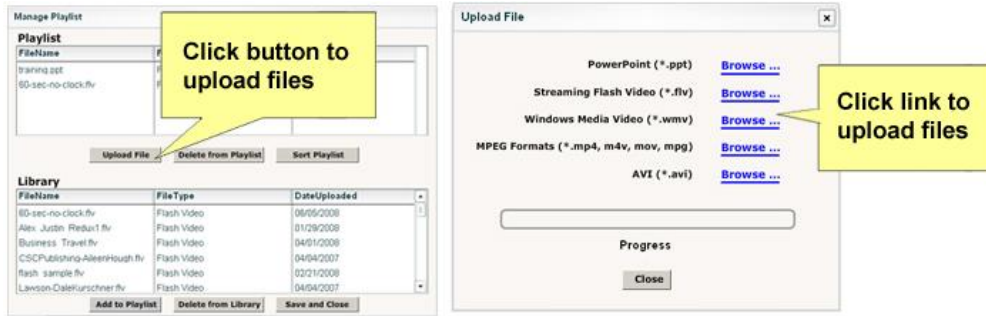 Manage Playlist
Playlist
FileName F
training.ppt F
60-sec-no-clock.flv F
Click button to
upload files
Upload File Delete from Playlist Sort Playlist
Library
FileName FileType DateUploaded
60-sec-no-clock.flv Flash Video 06/05/2008
Alex Justin Redux1.flv Flash Video 01/29/2008
Business Travel.flv Flash Video 04/01/2008
CSCPublishing-AileenHough.flv Flash Video 04/04/2007
flash sample.flv Flash Video 02/21/2008
Lawson-DaleKurschner.flv Flash Video 04/04/2007
Add to Playlist Delete from Library Save and Close
Upload File x
PowerPoint (*.ppt) Browse ...
Streaming Flash Video (*.flv) Browse ...
Windows Media Video (*.wmv) Browse ...
MPEG Formats (*.mp4, m4v, mov, mpg) Browse ...
AVI (*.avi) Browse ...
Click link to
upload files
Progress
Close